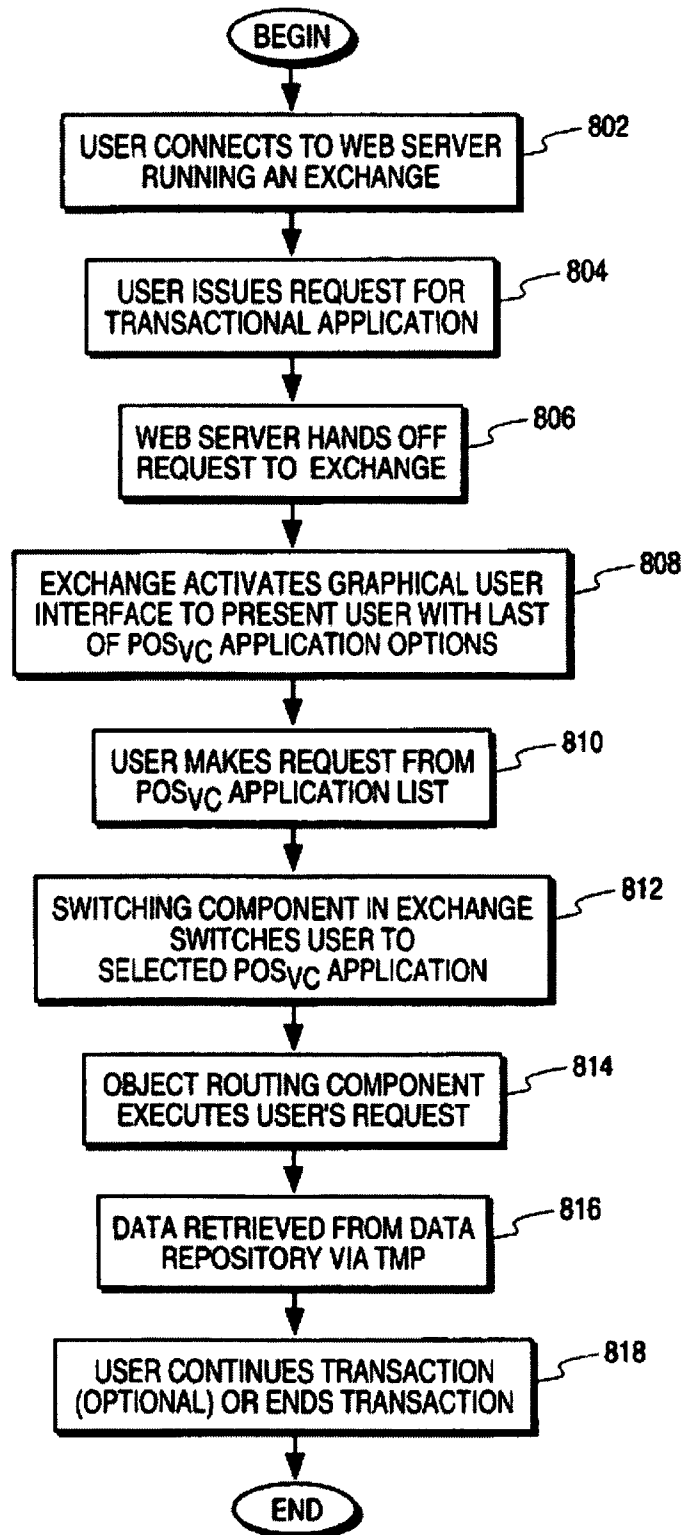 BEGIN
802
USER CONNECTS TO WEB SERVER
RUNNING AN EXCHANGE
804
USER ISSUES REQUEST FOR
TRANSACTIONAL APPLICATION
806
WEB SERVER HANDS OFF
REQUEST TO EXCHANGE
808
EXCHANGE ACTIVATES GRAPHICAL USER
INTERFACE TO PRESENT USER WITH LAST
OF POSVC APPLICATION OPTIONS
810
USER MAKES REQUEST FROM
POSVC APPLICATION LIST
812
SWITCHING COMPONENT IN EXCHANGE
SWITCHES USER TO
SELECTED POSVC APPLICATION
814
OBJECT ROUTING COMPONENT
EXECUTES USER'S REQUEST
816
DATA RETRIEVED FROM DATA
REPOSITORY VIA TMP
818
USER CONTINUES TRANSACTION
(OPTIONAL) OR ENDS TRANSACTION
END